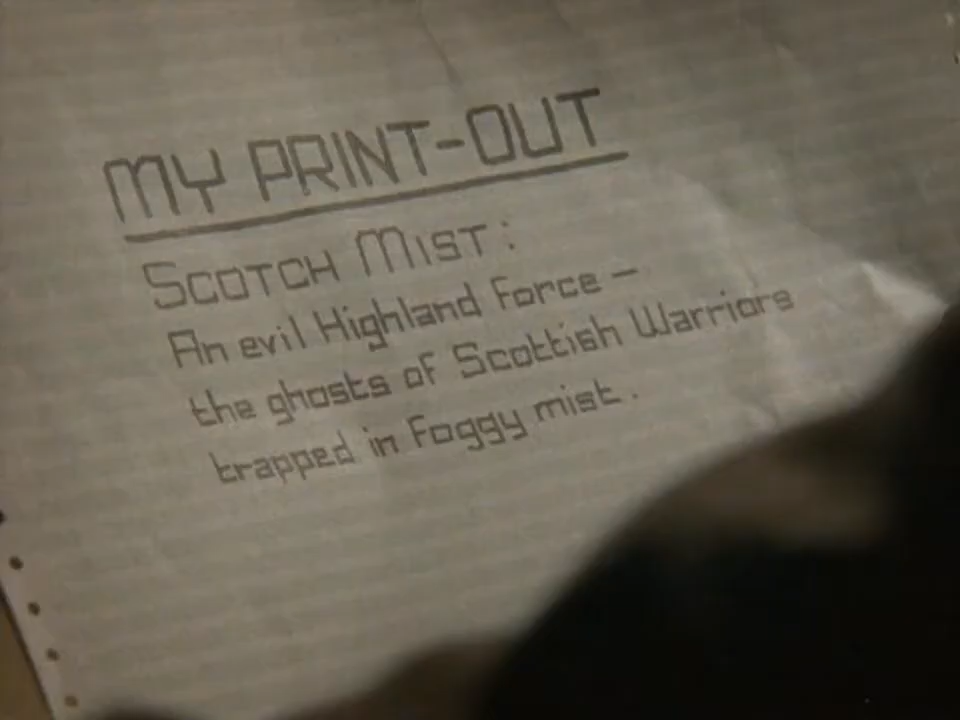 MY PRINT-OUT
SCOTCH MIST:
An evil Highland Force –
the ghosts of Scottish Warriors
trapped in Foggy mist.